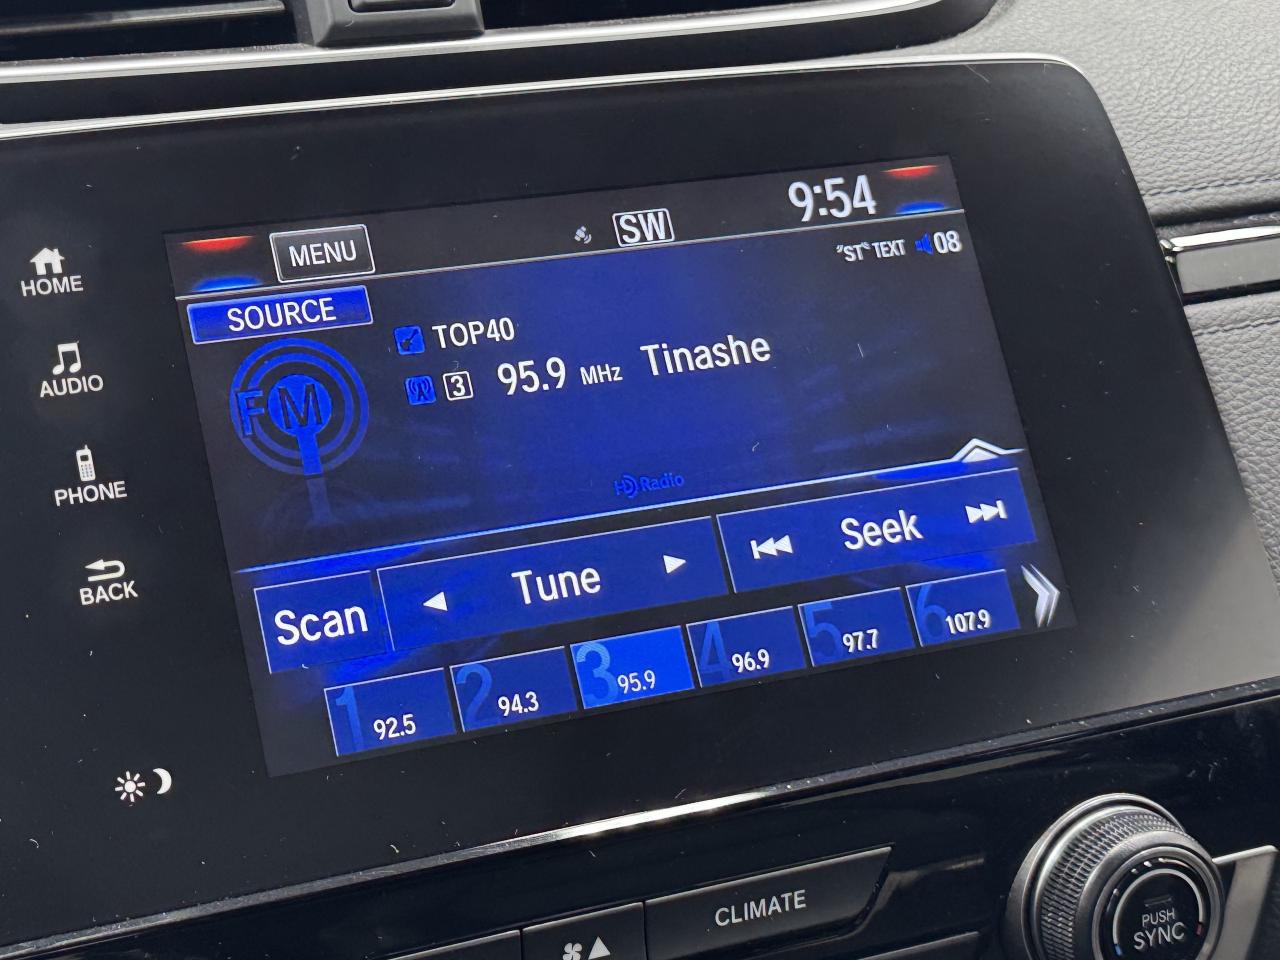 MENU
SW
9:54
"ST" TEXT 08
SOURCE
FM
TOP40
3 95.9 MHz Tinashe
HD Radio
Scan
Tune
Seek
1 92.5
2 94.3
3 95.9
4 96.9
5 97.7
6 107.9
HOME
AUDIO
PHONE
BACK
CLIMATE
PUSH
SYNC